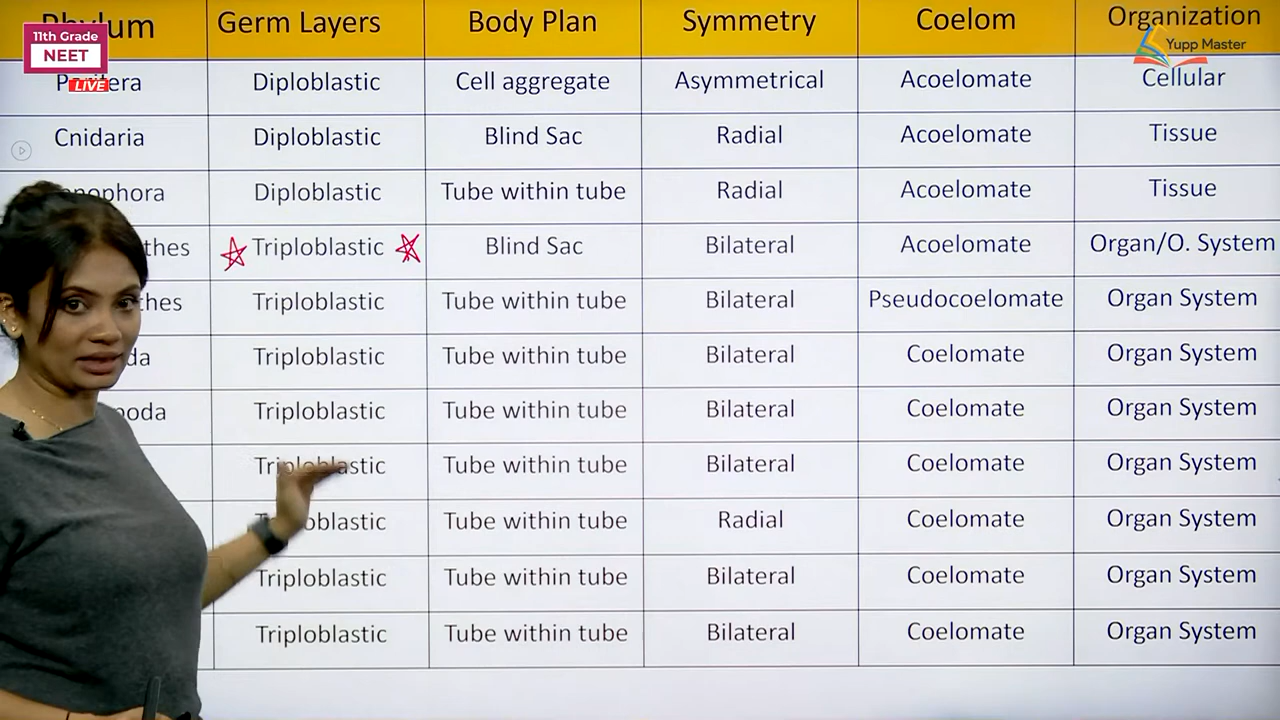 Phylum Germ Layers Body Plan Symmetry Coelom Organization
11th Grade
NEET
LIVE
Yupp Master
Diploblastic Cell aggregate Asymmetrical Acoelomate Cellular
Cnidaria Diploblastic Blind Sac Radial Acoelomate Tissue
Diploblastic Tube within tube Radial Acoelomate Tissue
Triploblastic Blind Sac Bilateral Acoelomate Organ/O. System
Triploblastic Tube within tube Bilateral Pseudocoelomate Organ System
Triploblastic Tube within tube Bilateral Coelomate Organ System
Triploblastic Tube within tube Bilateral Coelomate Organ System
Triploblastic Tube within tube Bilateral Coelomate Organ System
Tube within tube Radial Coelomate Organ System
Triploblastic Tube within tube Bilateral Coelomate Organ System
Triploblastic Tube within tube Bilateral Coelomate Organ System